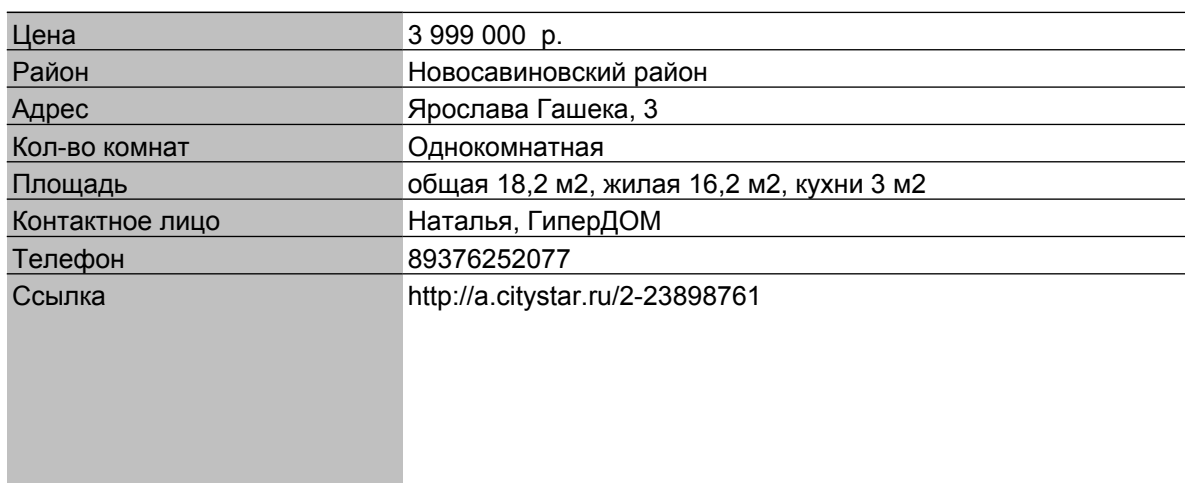 Цена 3 999 000 р.
Район Новосавиновский район
Адрес Ярослава Гашека, 3
Кол-во комнат Однокомнатная
Площадь общая 18,2 м2, жилая 16,2 м2, кухни 3 м2
Контактное лицо Наталья, ГиперДОМ
Телефон 89376252077
Ссылка http://a.citystar.ru/2-23898761